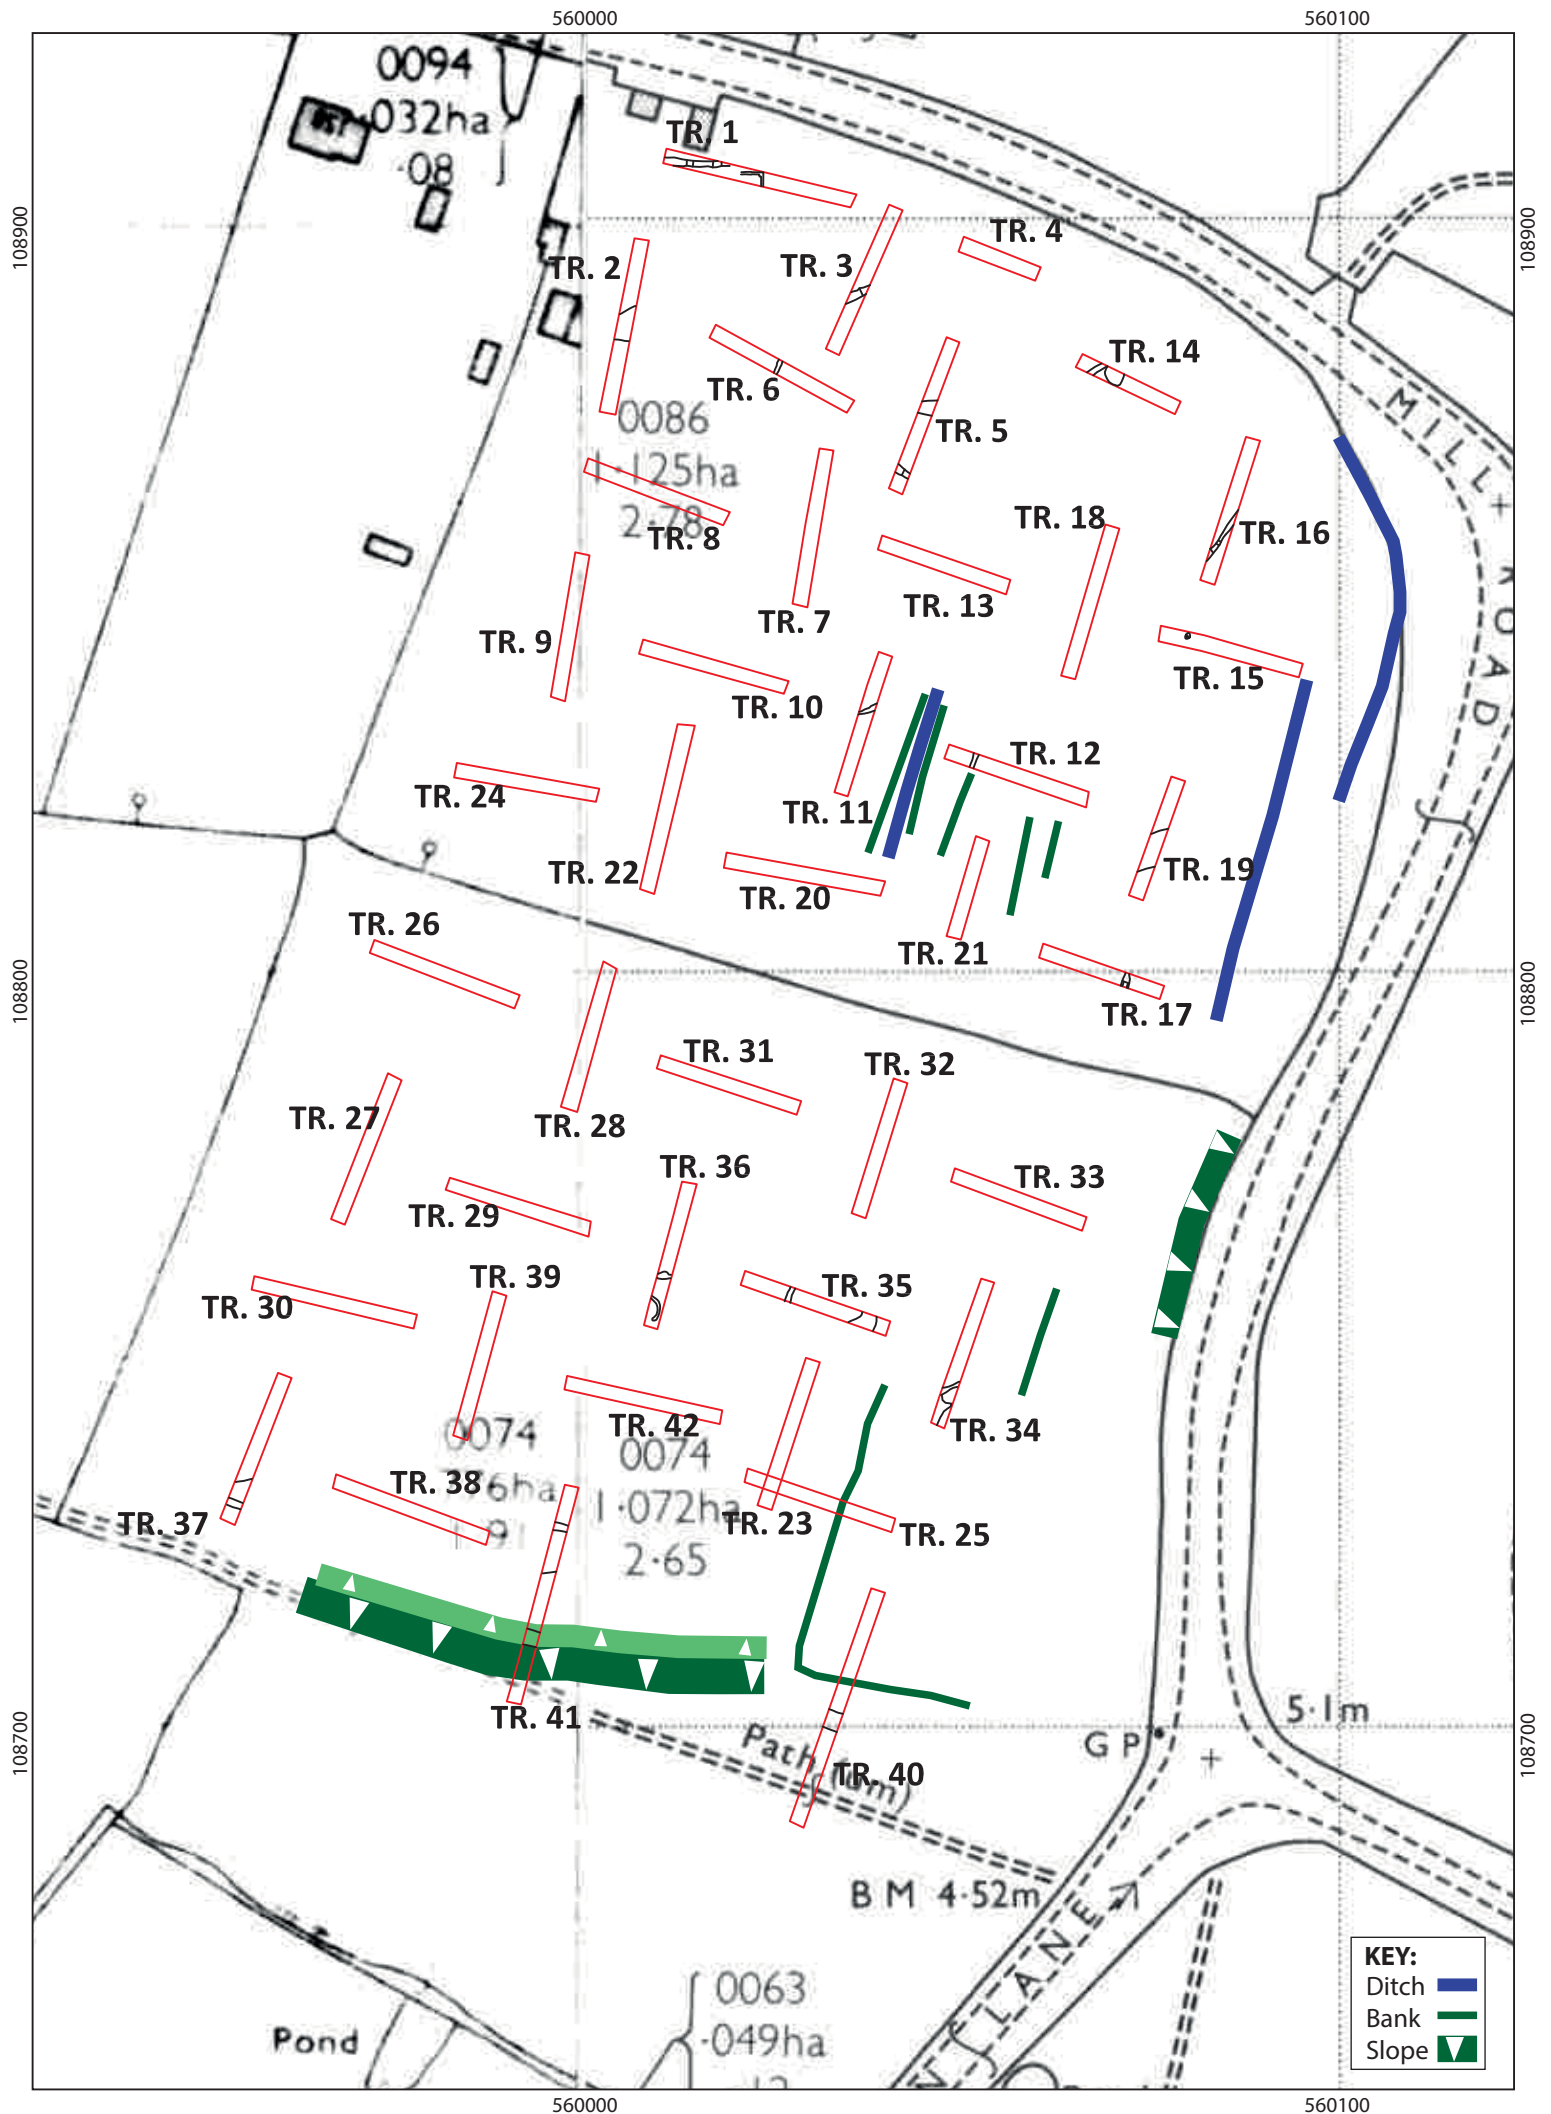 560000
560100
0094
·032ha
·08
TR. 1
108900
108900
TR. 4
TR. 2
TR. 3
TR. 14
TR. 6
0086
TR. 5
MILL
1·125ha
2·78
TR. 18
TR. 16
TR. 8
ROAD
TR. 13
TR. 7
TR. 9
TR. 15
TR. 10
TR. 12
TR. 24
TR. 11
TR. 22
TR. 19
TR. 20
TR. 26
TR. 21
108800
108800
TR. 17
TR. 31
TR. 32
TR. 27
TR. 28
TR. 36
TR. 33
TR. 29
TR. 39
TR. 35
TR. 30
TR. 42
TR. 34
0074
0074
776ha
TR. 38
1·072ha
TR. 37
TR. 23
TR. 25
2·65
TR. 41
5·1m
108700
108700
GP
Path (um)
TR. 40
BM 4·52m
LANE
KEY:
Ditch
Bank
Slope
0063
·049ha
Pond
560000
560100